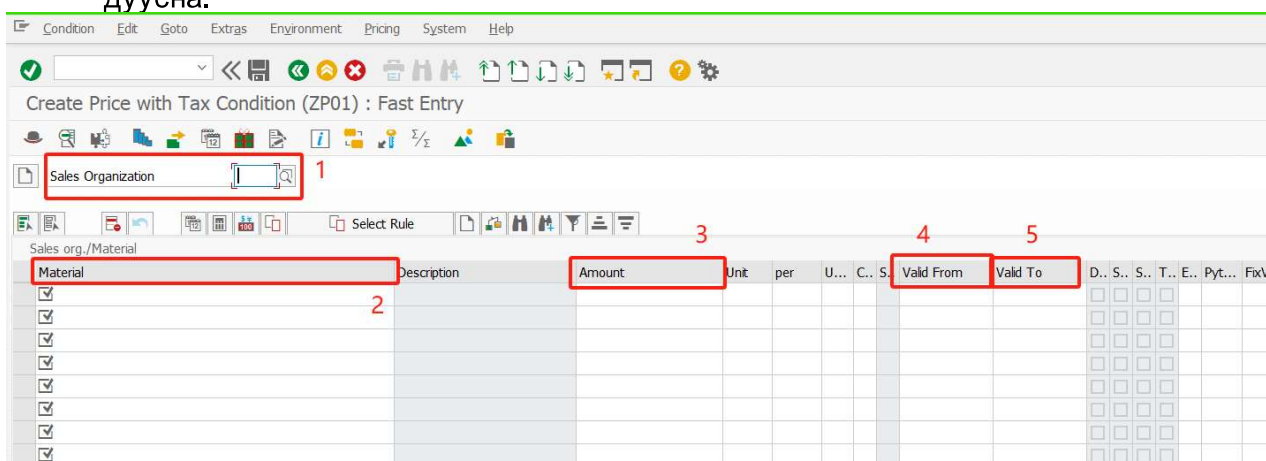 дуусна.
Condition Edit Goto Extras Environment Pricing System Help
Create Price with Tax Condition (ZP01) : Fast Entry
Sales Organization 1
Select Rule
3 4 5
Sales org./Material
Material Description Amount Unit per U... C.. S. Valid From Valid To D.. S.. S.. T.. E.. Pyt... FixV
2